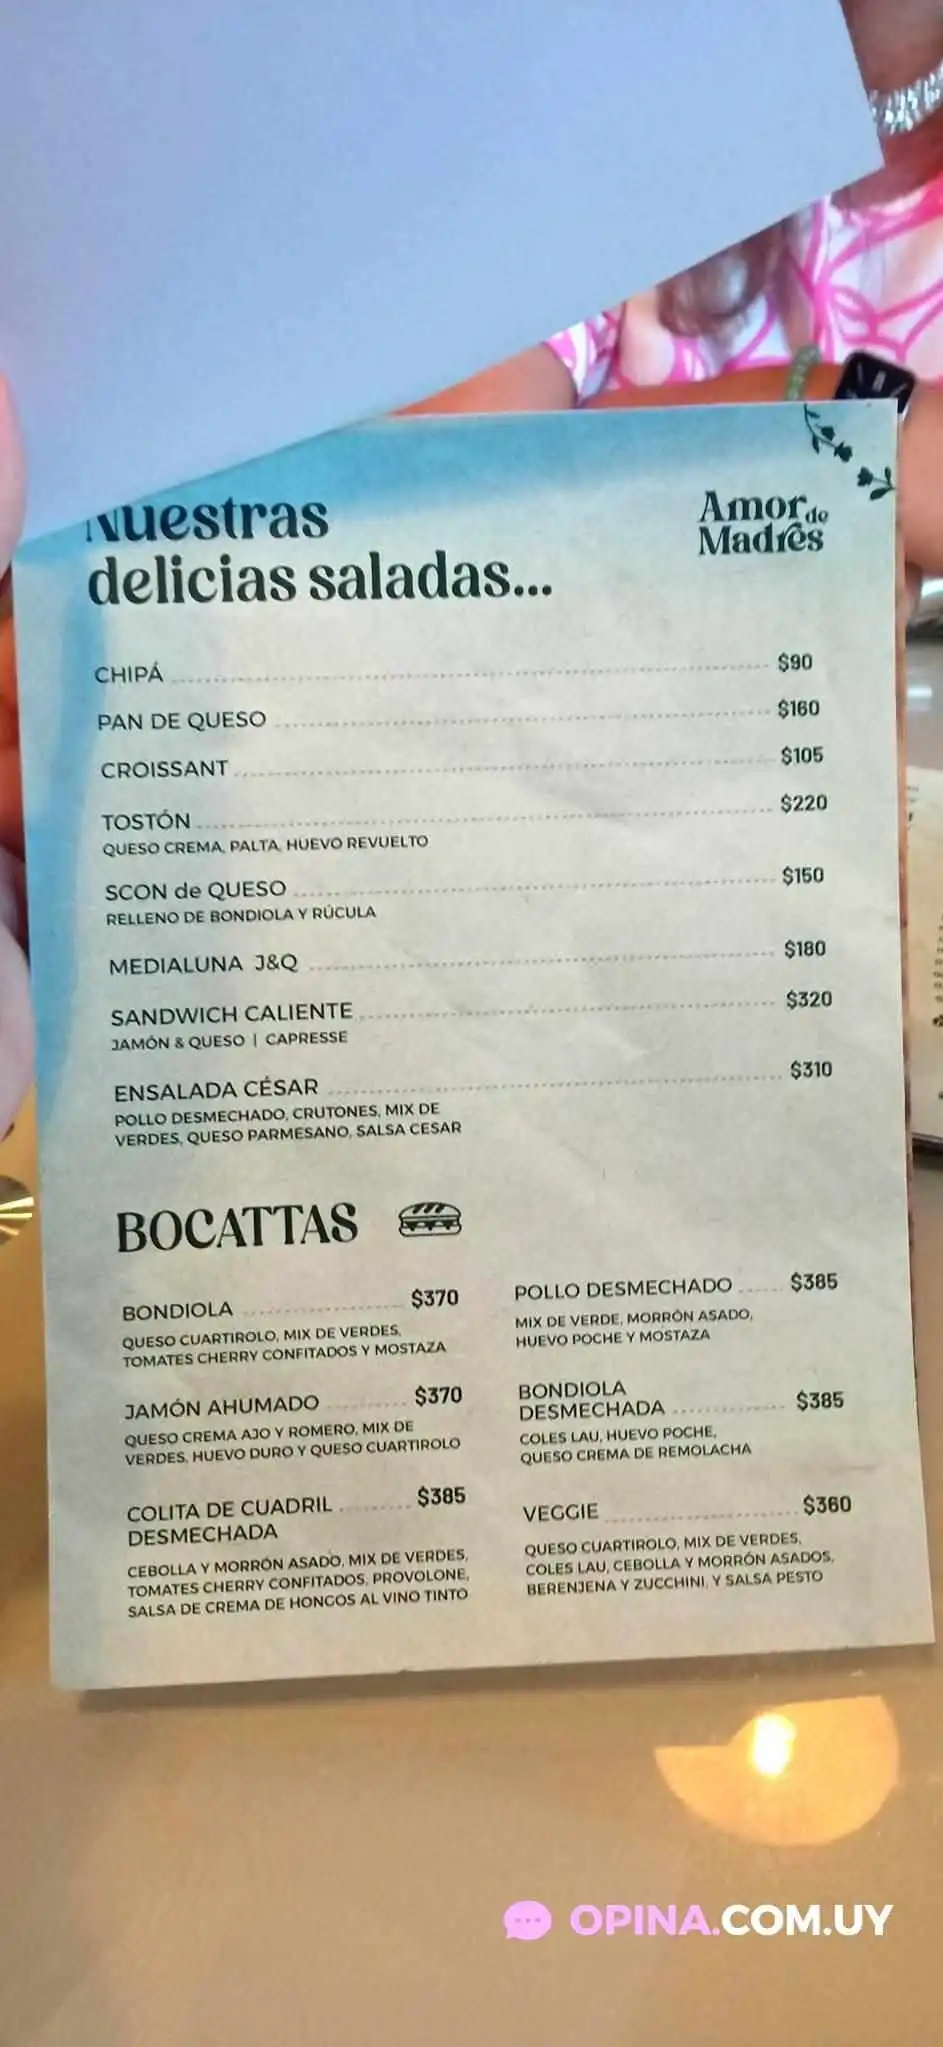 Nuestras
delicias saladas...
Amor de
Madres
CHIPÁ $90
PAN DE QUESO $160
CROISSANT $105
TOSTÓN $220
QUESO CREMA, PALTA, HUEVO REVUELTO
SCON de QUESO $150
RELLENO DE BONDIOLA Y RÚCULA
MEDIALUNA J&Q $180
SANDWICH CALIENTE $320
JAMÓN & QUESO | CAPRESSE
ENSALADA CÉSAR $310
POLLO DESMECHADO, CRUTONES, MIX DE
VERDES, QUESO PARMESANO, SALSA CESAR
BOCATTAS
BONDIOLA $370
QUESO CUARTIROLO, MIX DE VERDES,
TOMATES CHERRY CONFITADOS Y MOSTAZA
JAMÓN AHUMADO $370
QUESO CREMA AJO Y ROMERO, MIX DE
VERDES, HUEVO DURO Y QUESO CUARTIROLO
COLITA DE CUADRIL $385
DESMECHADA
CEBOLLA Y MORRÓN ASADO, MIX DE VERDES,
TOMATES CHERRY CONFITADOS, PROVOLONE,
SALSA DE CREMA DE HONGOS AL VINO TINTO
POLLO DESMECHADO $385
MIX DE VERDE, MORRÓN ASADO,
HUEVO POCHE Y MOSTAZA
BONDIOLA
DESMECHADA $385
COLES LAU, HUEVO POCHE,
QUESO CREMA DE REMOLACHA
VEGGIE $360
QUESO CUARTIROLO, MIX DE VERDES,
COLES LAU, CEBOLLA Y MORRÓN ASADOS,
BERENJENA Y ZUCCHINI, Y SALSA PESTO
OPINA.COM.UY